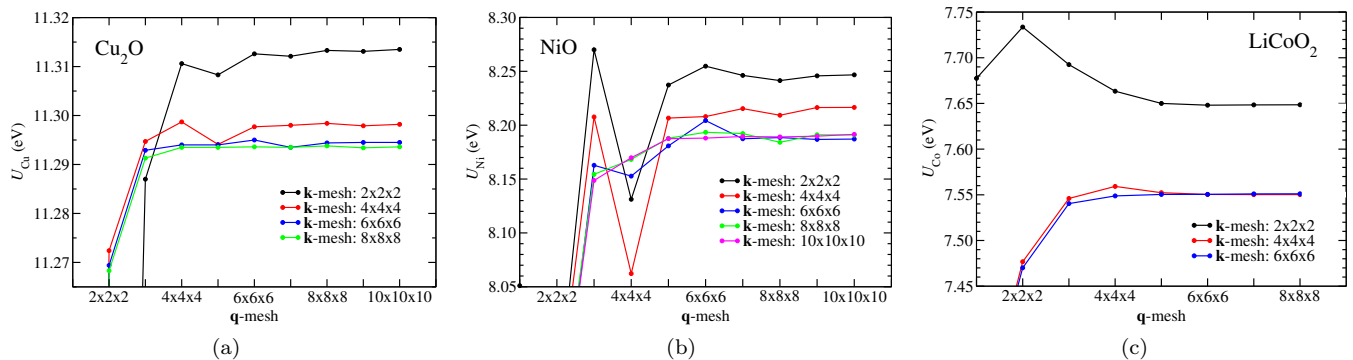 11.32
11.31
11.30
11.29
11.28
11.27
U_Cu (eV)
Cu₂O
k-mesh: 2x2x2
k-mesh: 4x4x4
k-mesh: 6x6x6
k-mesh: 8x8x8
2x2x2 4x4x4 6x6x6 8x8x8 10x10x10
q-mesh
(a)
8.30
8.25
8.20
8.15
8.10
8.05
U_Ni (eV)
NiO
k-mesh: 2x2x2
k-mesh: 4x4x4
k-mesh: 6x6x6
k-mesh: 8x8x8
k-mesh: 10x10x10
2x2x2 4x4x4 6x6x6 8x8x8 10x10x10
q-mesh
(b)
7.75
7.70
7.65
7.60
7.55
7.50
7.45
U_Co (eV)
LiCoO₂
k-mesh: 2x2x2
k-mesh: 4x4x4
k-mesh: 6x6x6
2x2x2 4x4x4 6x6x6 8x8x8
q-mesh
(c)